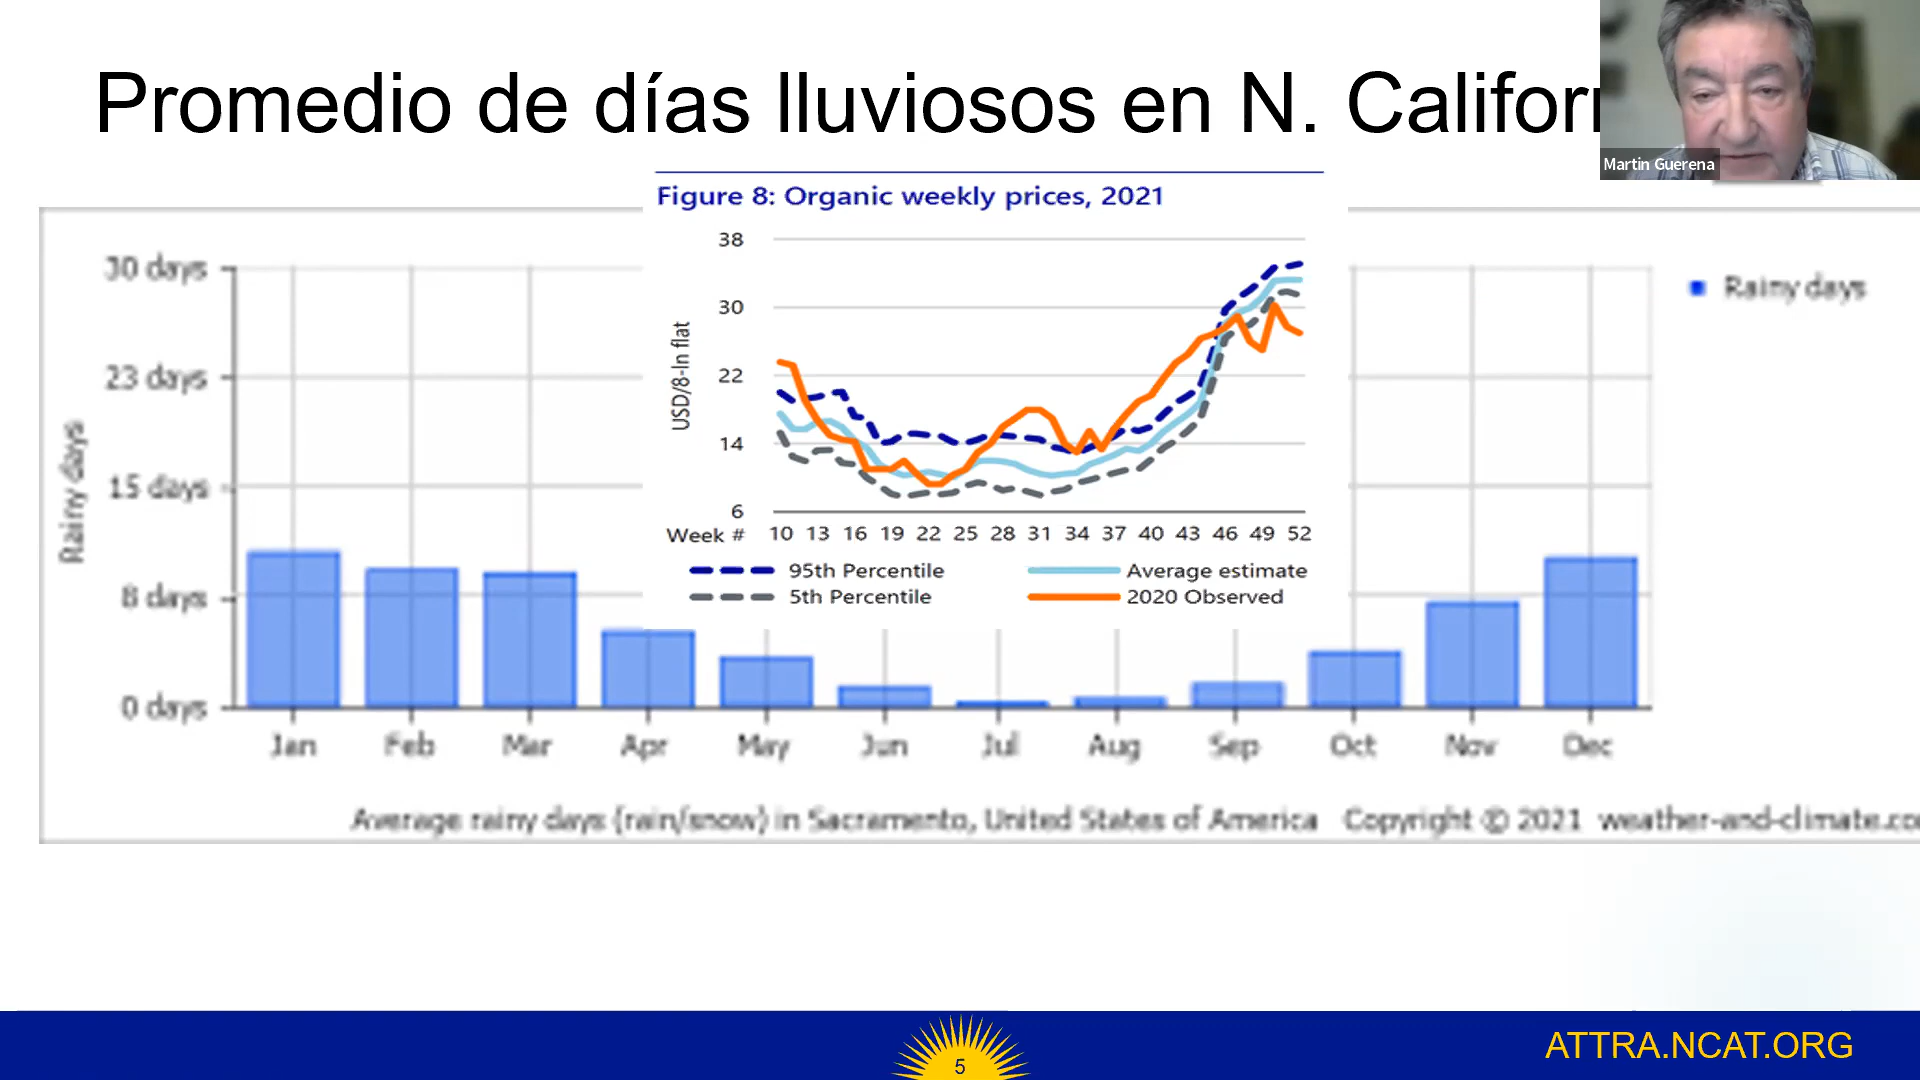 Promedio de días lluviosos en N. Califor
Martin Guerena
Figure 8: Organic weekly prices, 2021
38
30
22
14
6
USD/8-ln flat
Week # 10 13 16 19 22 25 28 31 34 37 40 43 46 49 52
95th Percentile
Average estimate
5th Percentile
2020 Observed
30 days
23 days
15 days
8 days
0 days
Rainy days
Rainy days
Jan Feb Mar Apr May Jun Jul Aug Sep Oct Nov Dec
Average rainy days (rain/snow) in Sacramento, United States of America Copyright © 2021 weather-and-climate.co
5
ATTRA.NCAT.ORG